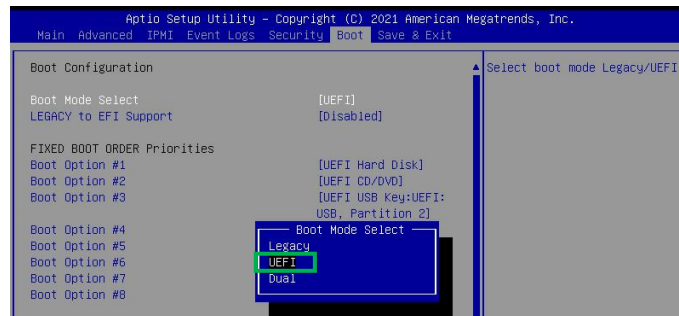 Aptio Setup Utility – Copyright (C) 2021 American Megatrends, Inc.
Main Advanced IPMI Event Logs Security Boot Save & Exit
Boot Configuration
Select boot mode Legacy/UEFI
Boot Mode Select [UEFI]
LEGACY to EFI Support [Disabled]
FIXED BOOT ORDER Priorities
Boot Option #1 [UEFI Hard Disk]
Boot Option #2 [UEFI CD/DVD]
Boot Option #3 [UEFI USB Key:UEFI:
USB, Partition 2]
Boot Option #4
Boot Option #5
Boot Option #6
Boot Option #7
Boot Option #8
Boot Mode Select
Legacy
UEFI
Dual